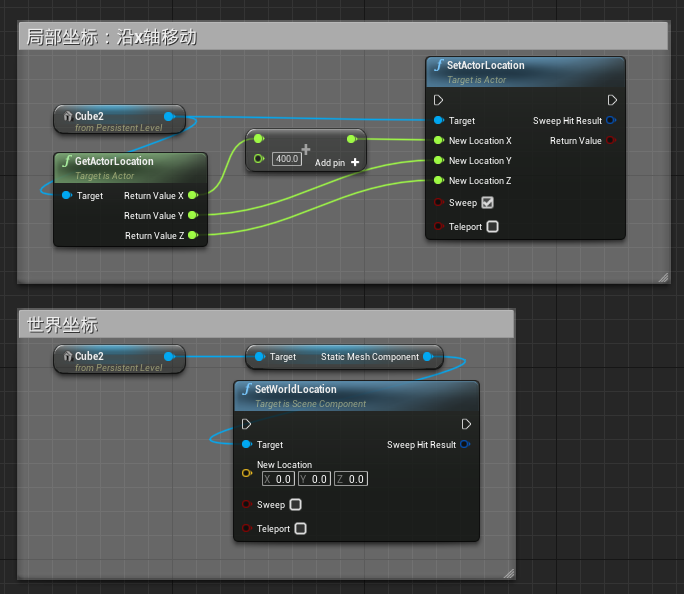 局部坐标：沿x轴移动
Cube2
from Persistent Level
GetActorLocation
Target is Actor
Target
Return Value X
Return Value Y
Return Value Z
400.0
Add pin
SetActorLocation
Target is Actor
Target
Sweep Hit Result
New Location X
Return Value
New Location Y
New Location Z
Sweep
Teleport
世界坐标
Cube2
from Persistent Level
Target
Static Mesh Component
SetWorldLocation
Target is Scene Component
Target
Sweep Hit Result
New Location
X 0.0 Y 0.0 Z 0.0
Sweep
Teleport